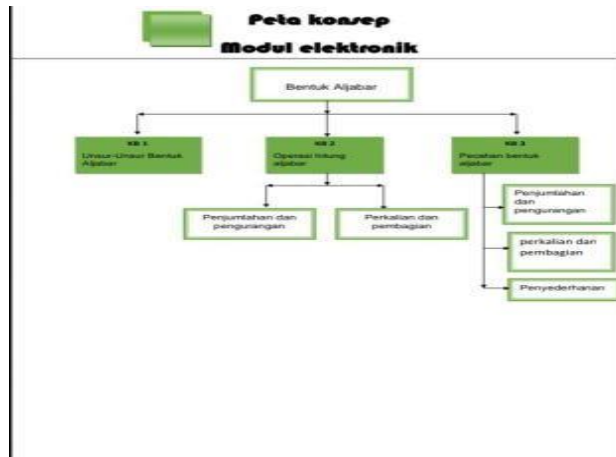 Peta konsep
Modul elektronik
Bentuk Aljabar
KB 1
Unsur-Unsur Bentuk
Aljabar
KB 2
Operasi hitung
aljabar
KB 3
Pecahan bentuk
aljabar
Penjumlahan dan
pengurangan
Perkalian dan
pembagian
Penjumlahan
dan
pengurangan
perkalian dan
pembagian
Penyederhanan